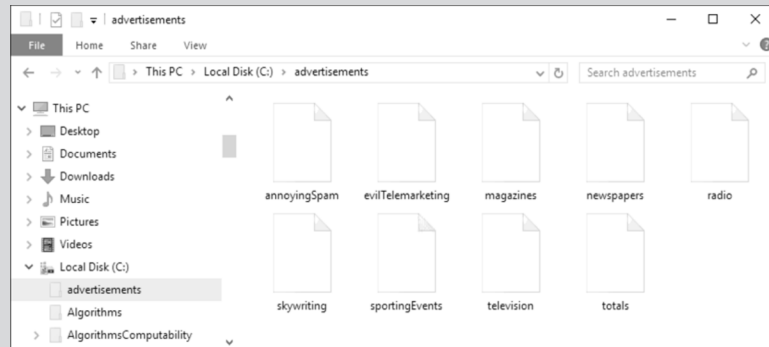 advertisements
File Home Share View
This PC > Local Disk (C:) > advertisements
Search advertisements
This PC
Desktop
Documents
Downloads
Music
Pictures
Videos
Local Disk (C:)
advertisements
Algorithms
AlgorithmsComputability
annoyingSpam evilTelemarketing magazines newspapers radio
skywriting sportingEvents television totals